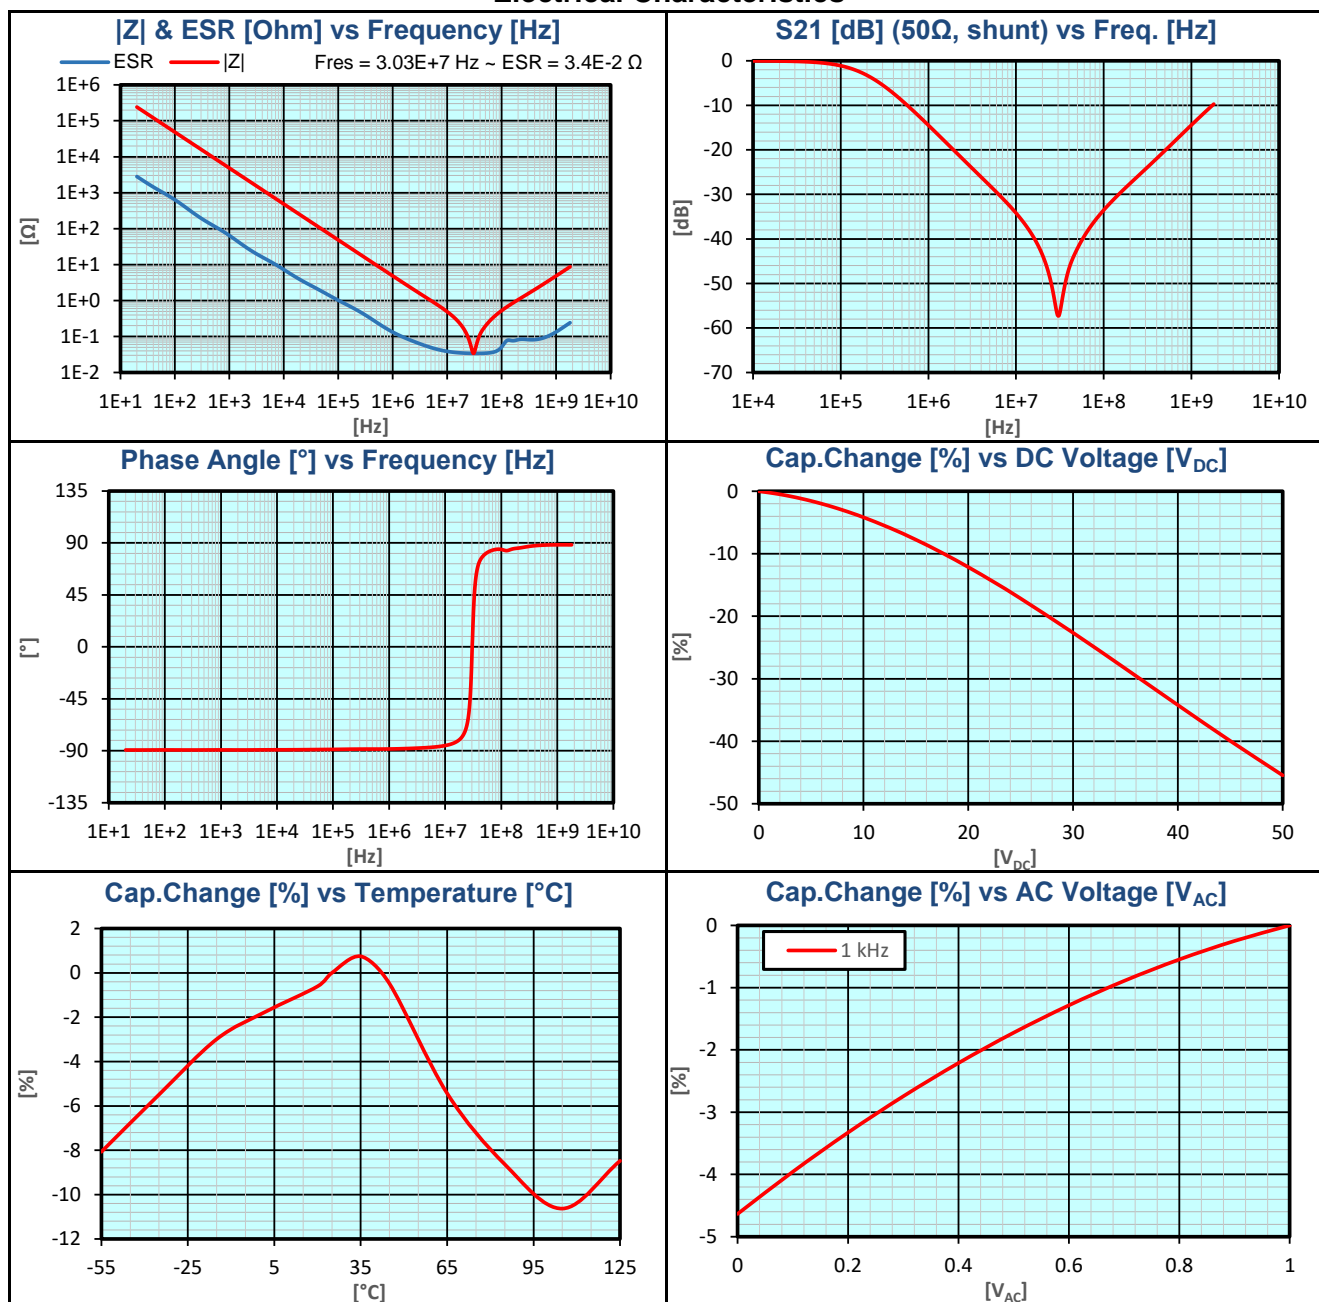 Electrical Characteristics
|Z| & ESR [Ohm] vs Frequency [Hz]
ESR |Z| Fres = 3.03E+7 Hz ~ ESR = 3.4E-2 Ω
1E+6
1E+5
1E+4
1E+3
1E+2
1E+1
1E+0
1E-1
1E-2
[Ω]
1E+1 1E+2 1E+3 1E+4 1E+5 1E+6 1E+7 1E+8 1E+9 1E+10
[Hz]
S21 [dB] (50Ω, shunt) vs Freq. [Hz]
0
-10
-20
-30
-40
-50
-60
-70
[dB]
1E+4 1E+5 1E+6 1E+7 1E+8 1E+9 1E+10
[Hz]
Phase Angle [°] vs Frequency [Hz]
135
90
45
0
-45
-90
-135
[°]
1E+1 1E+2 1E+3 1E+4 1E+5 1E+6 1E+7 1E+8 1E+9 1E+10
[Hz]
Cap.Change [%] vs DC Voltage [VDC]
0
-10
-20
-30
-40
-50
[%]
0 10 20 30 40 50
[VDC]
Cap.Change [%] vs Temperature [°C]
2
0
-2
-4
-6
-8
-10
-12
[%]
-55 -25 5 35 65 95 125
[°C]
Cap.Change [%] vs AC Voltage [VAC]
1 kHz
0
-1
-2
-3
-4
-5
[%]
0 0.2 0.4 0.6 0.8 1
[VAC]